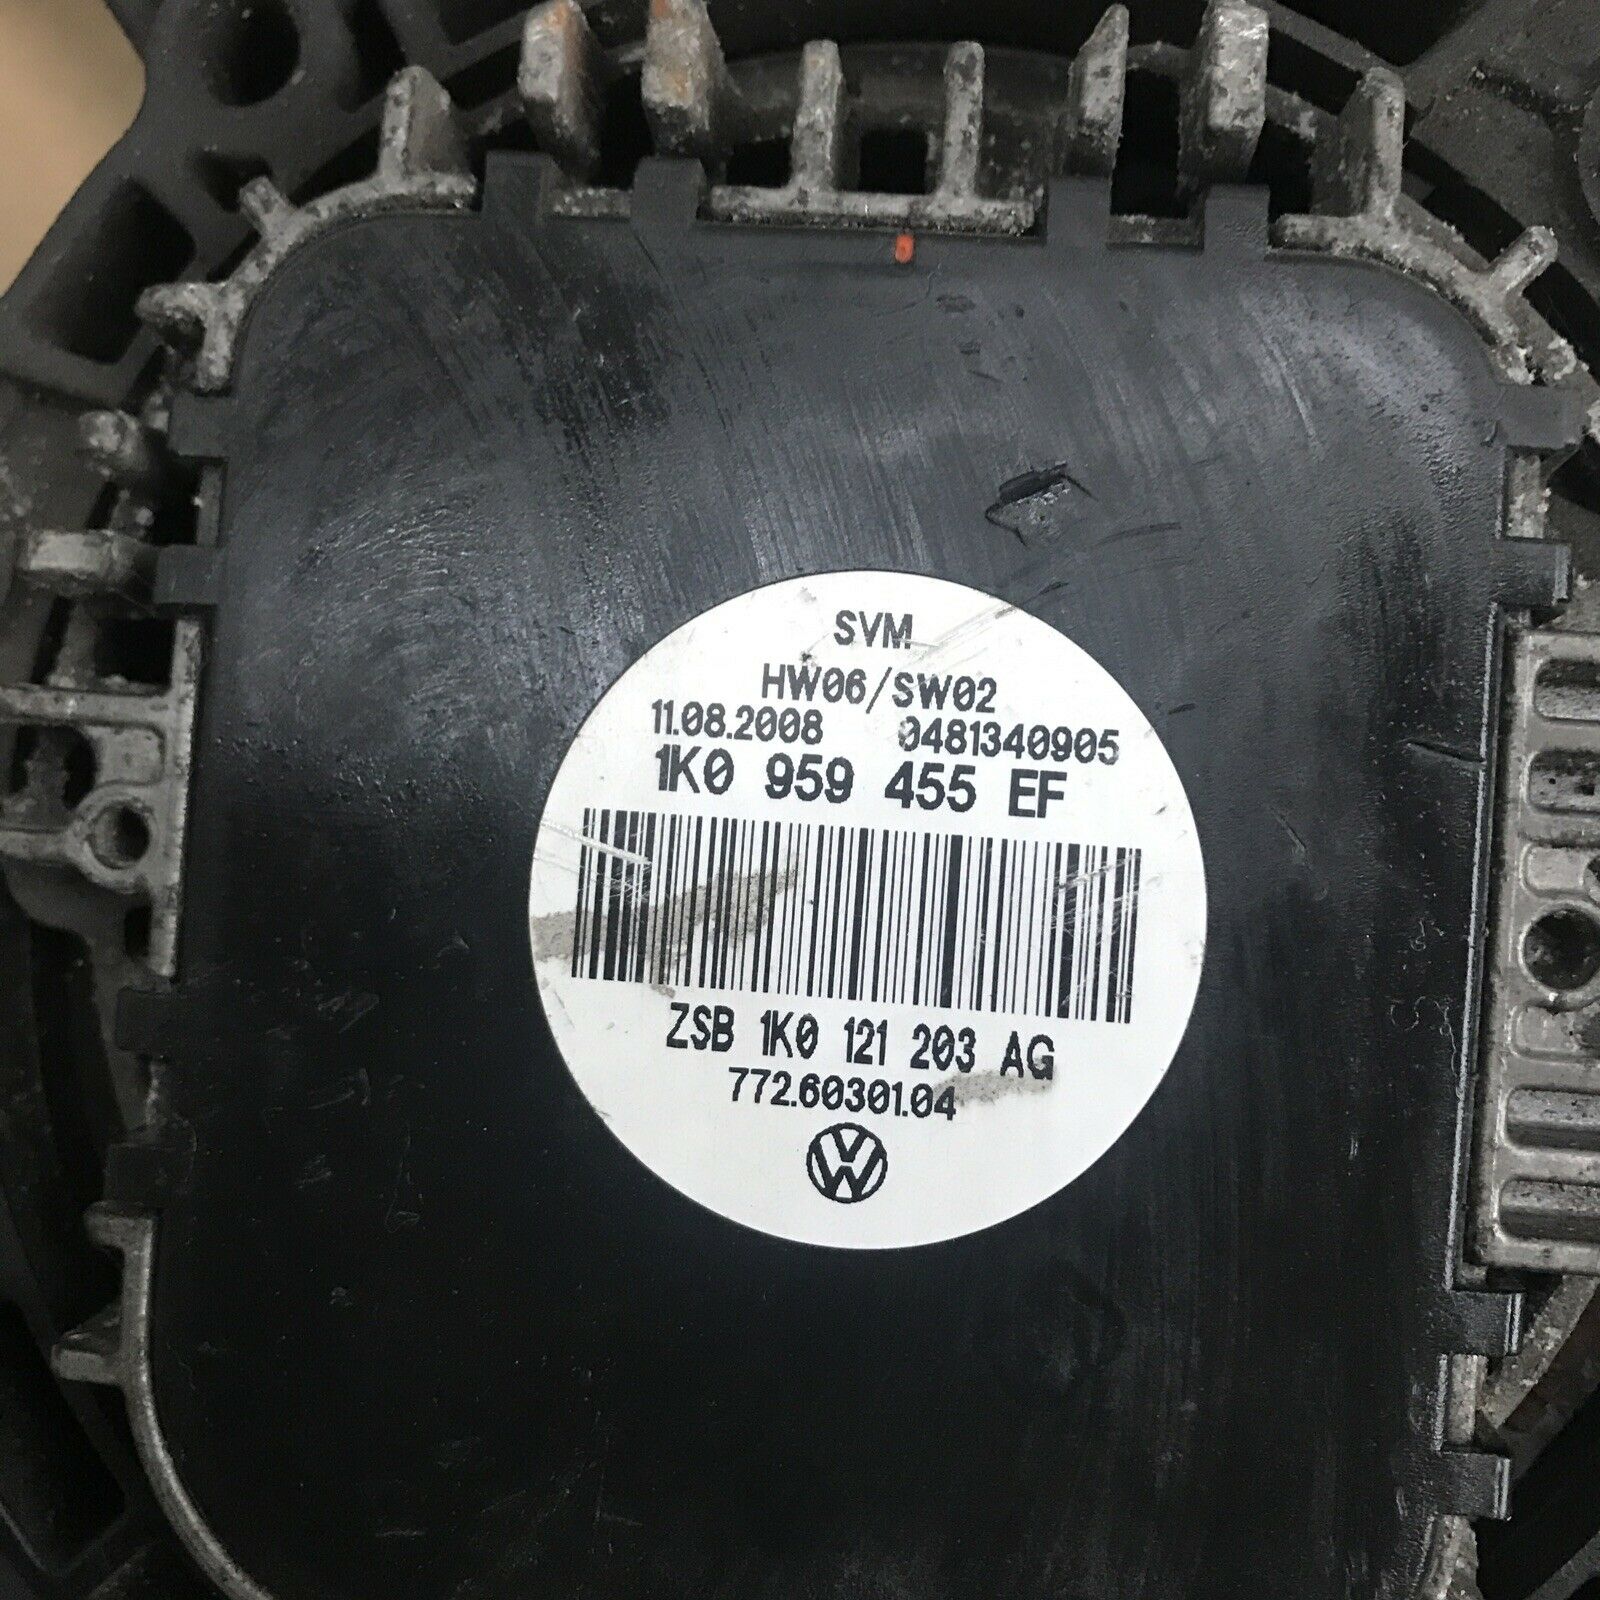 SVM
HW06/SW02
11.08.2008 0481340905
1K0 959 455 EF
ZSB 1K0 121 203 AG
772.60301.04